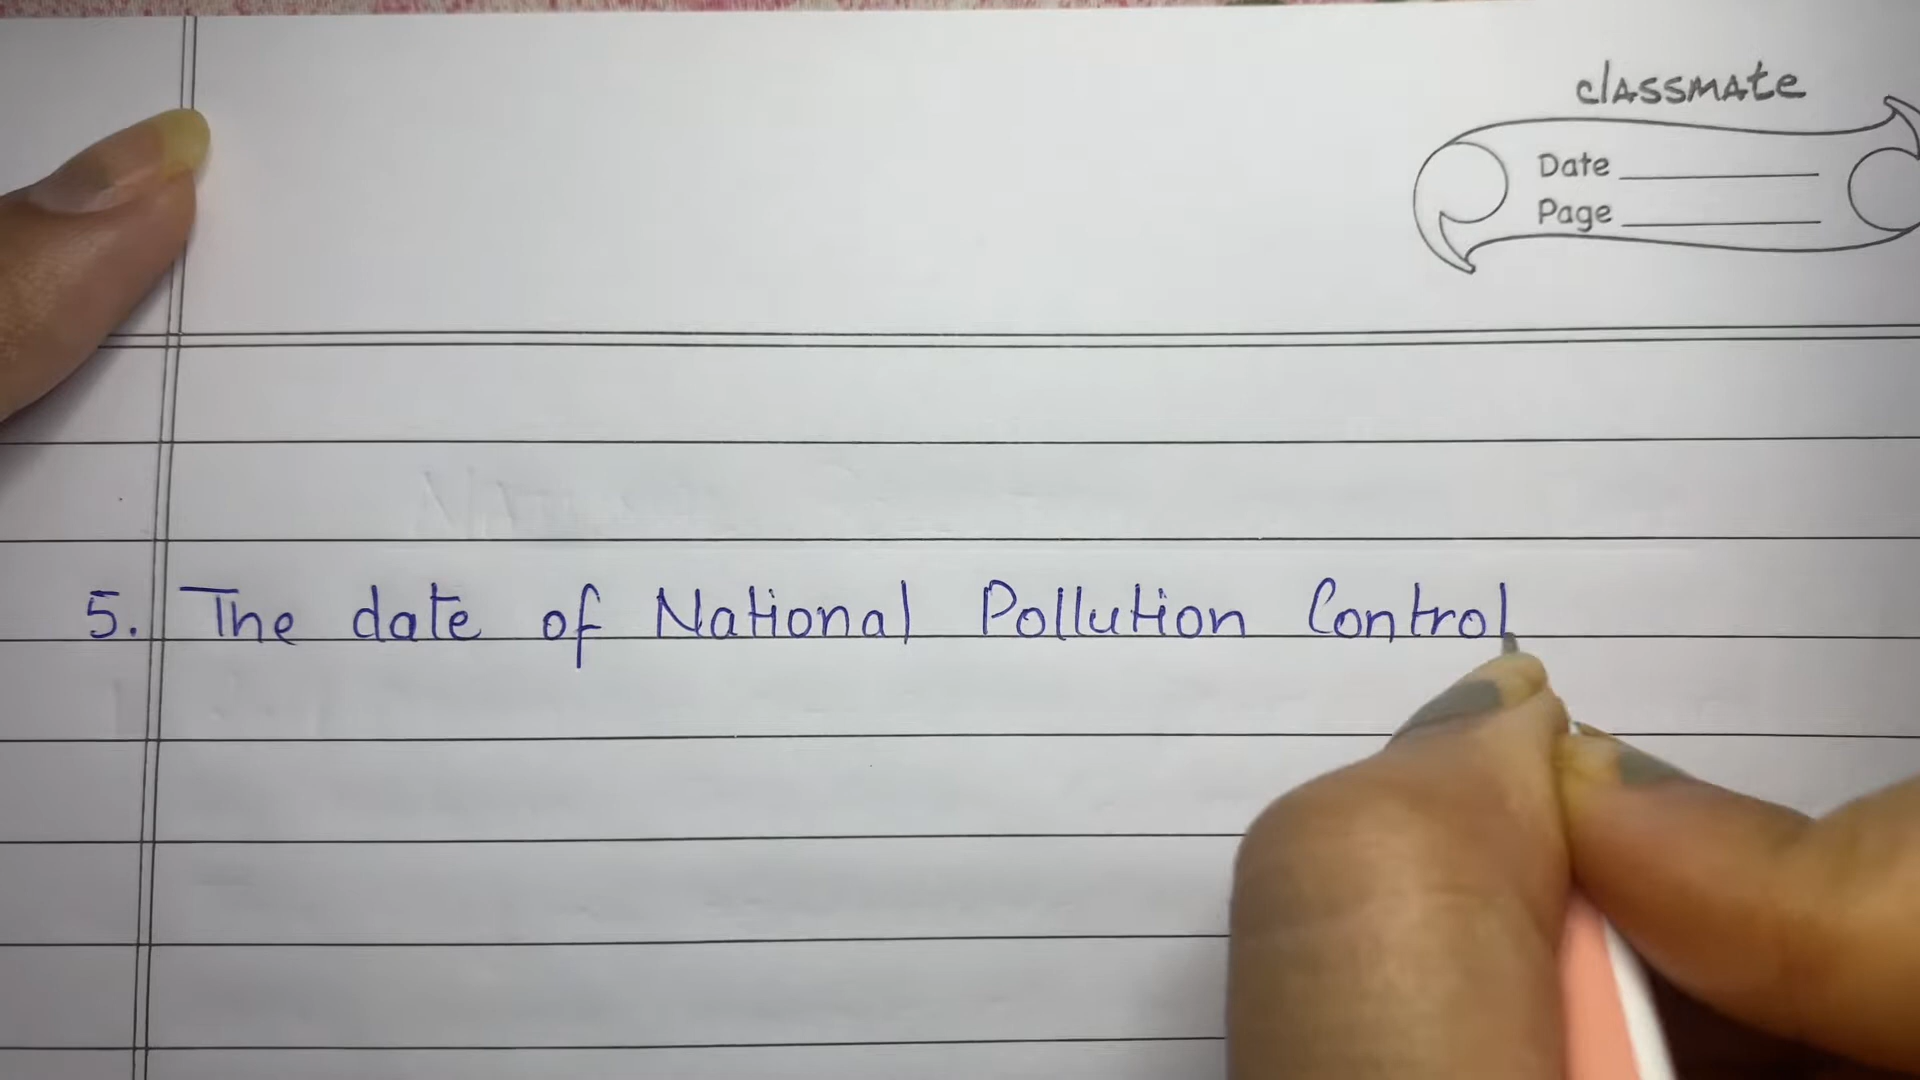 classmate
Date
Page
5. The date of National Pollution Control